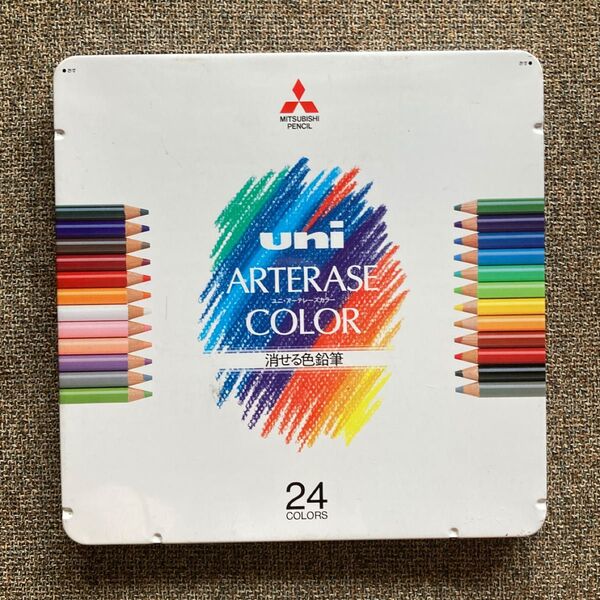 MITSUBISHI
PENCIL
uni
ARTERASE
ユニ・アーテレーズカラー
COLOR
消せる色鉛筆
24
COLORS